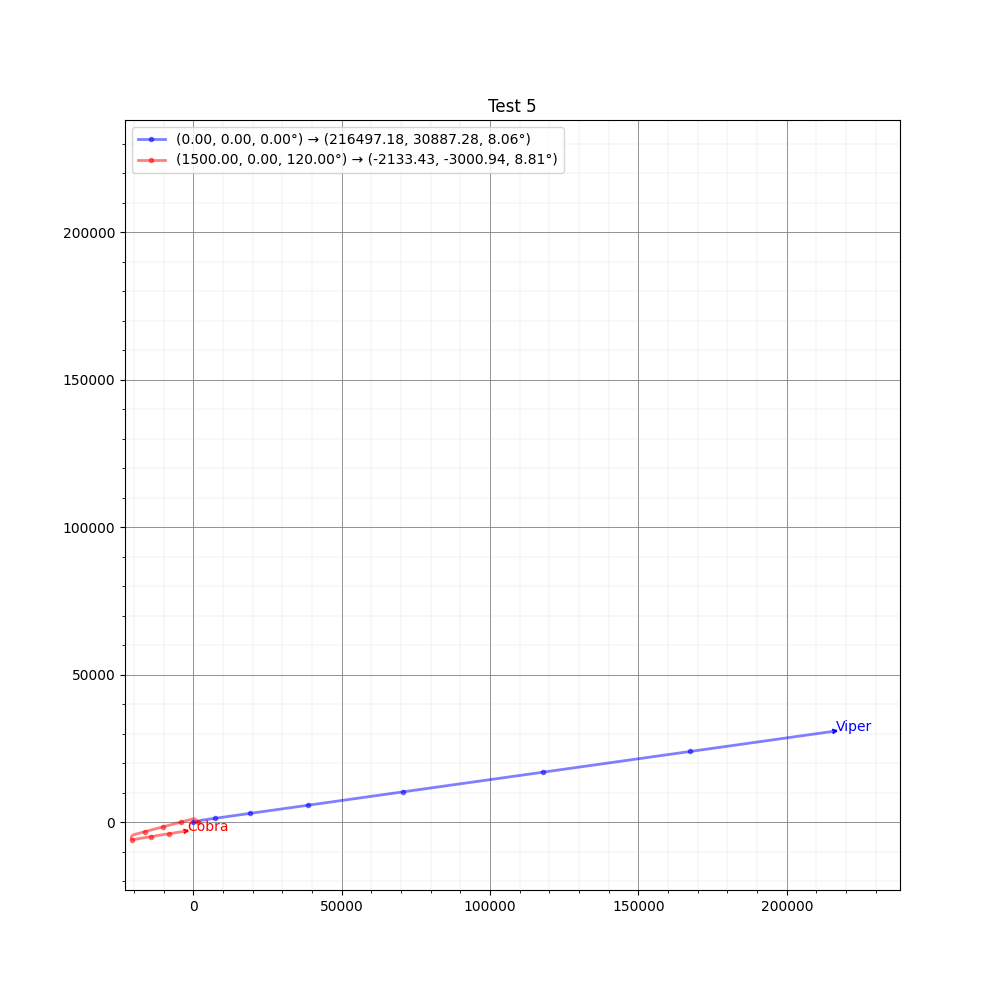 Test 5
(0.00, 0.00, 0.00°) → (216497.18, 30887.28, 8.06°)
(1500.00, 0.00, 120.00°) → (-2133.43, -3000.94, 8.81°)
200000
150000
100000
50000
Viper
0
Cobra
0 50000 100000 150000 200000